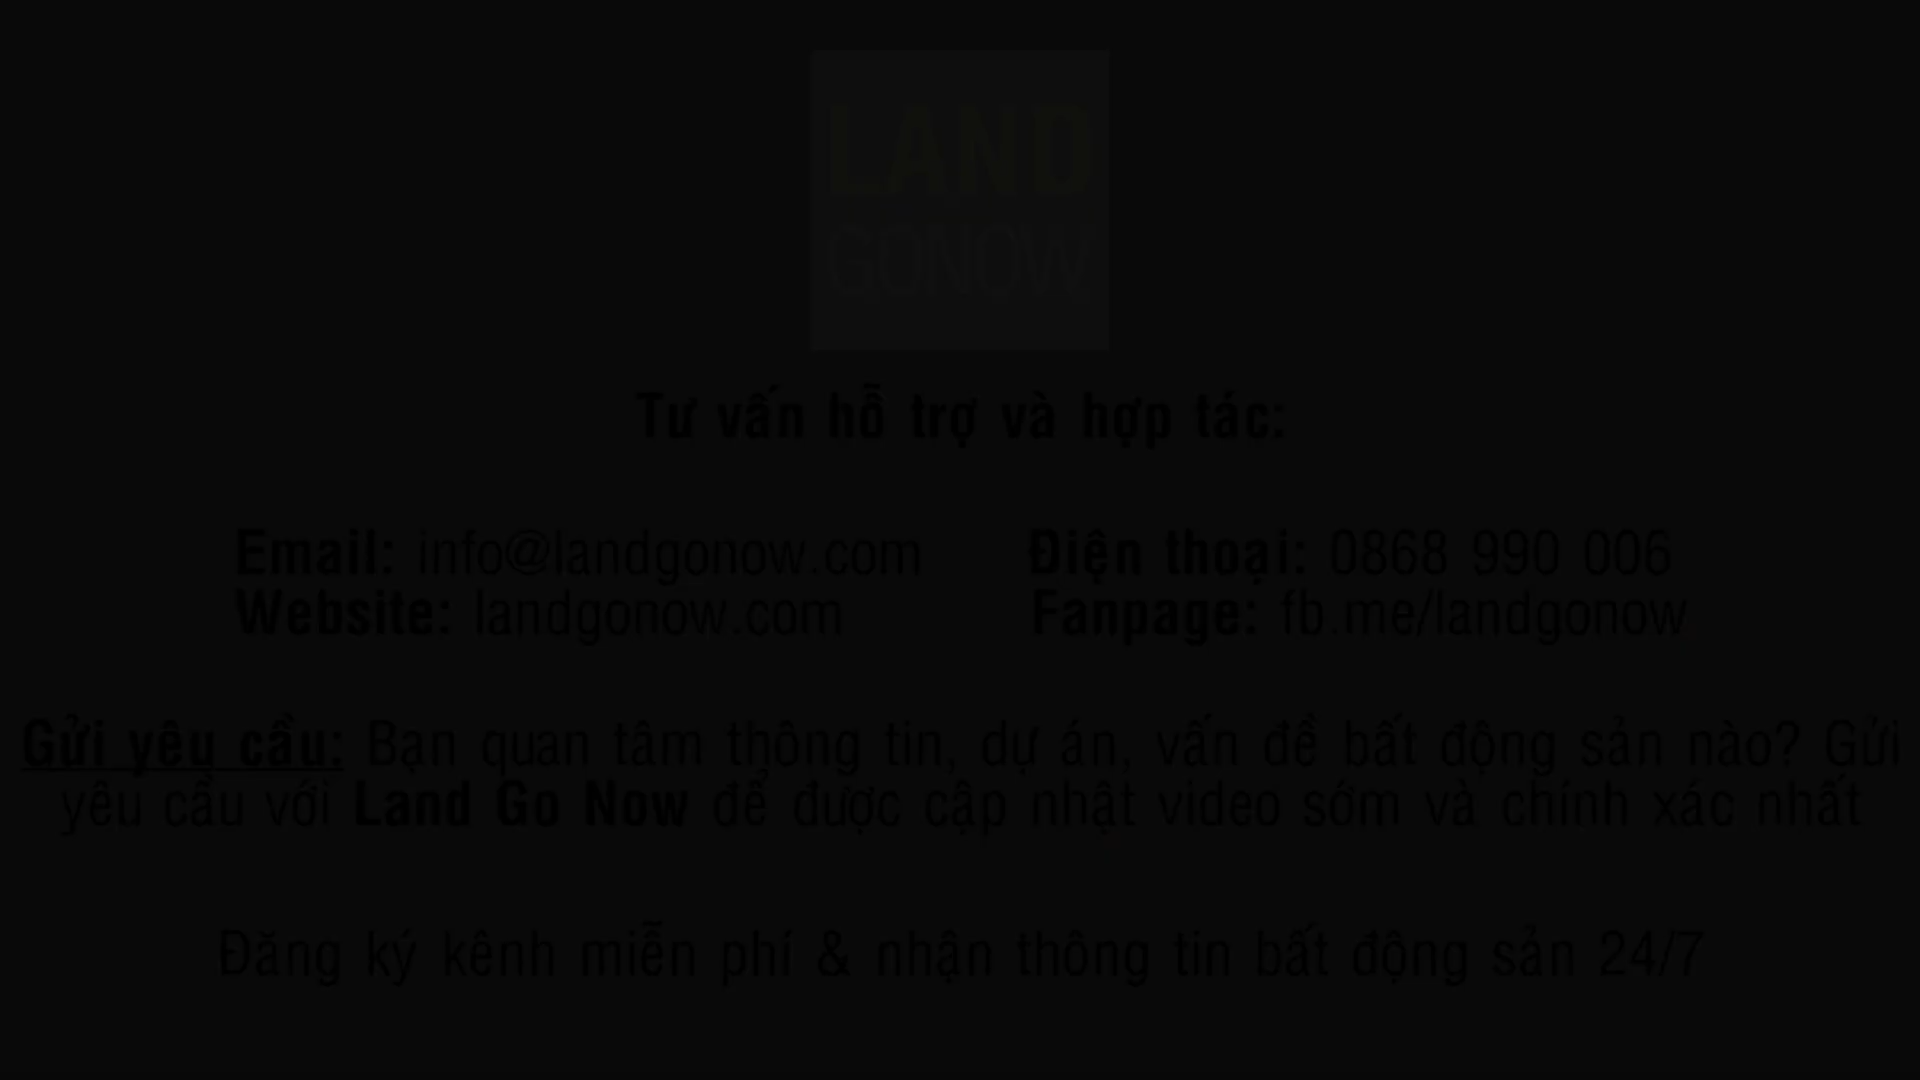 LAND
GONOW
Tư vấn hỗ trợ và hợp tác:
Email: info@landgonow.com Điện thoại: 0868 990 006
Website: landgonow.com Fanpage: fb.me/landgonow
Gửi yêu cầu: Bạn quan tâm thông tin, dự án, vấn đề bất động sản nào? Gửi
yêu cầu với Land Go Now để được cập nhật video sớm và chính xác nhất
Đăng ký kênh miễn phí & nhận thông tin bất động sản 24/7